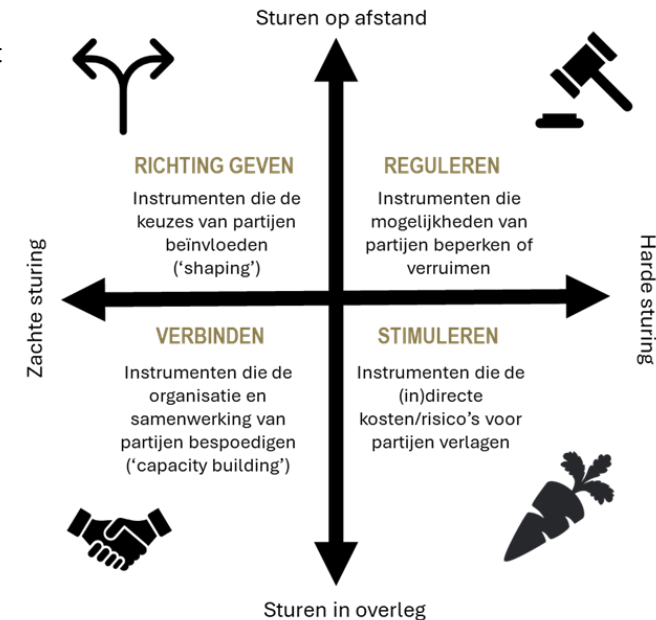 Sturen op afstand
t
RICHTING GEVEN
Instrumenten die de
keuzes van partijen
beïnvloeden
(‘shaping’)
REGULEREN
Instrumenten die
mogelijkheden van
partijen beperken of
verruimen
Zachte sturing
Harde sturing
VERBINDEN
Instrumenten die de
organisatie en
samenwerking van
partijen bespoedigen
(‘capacity building’)
STIMULEREN
Instrumenten die de
(in)directe
kosten/risico’s voor
partijen verlagen
Sturen in overleg